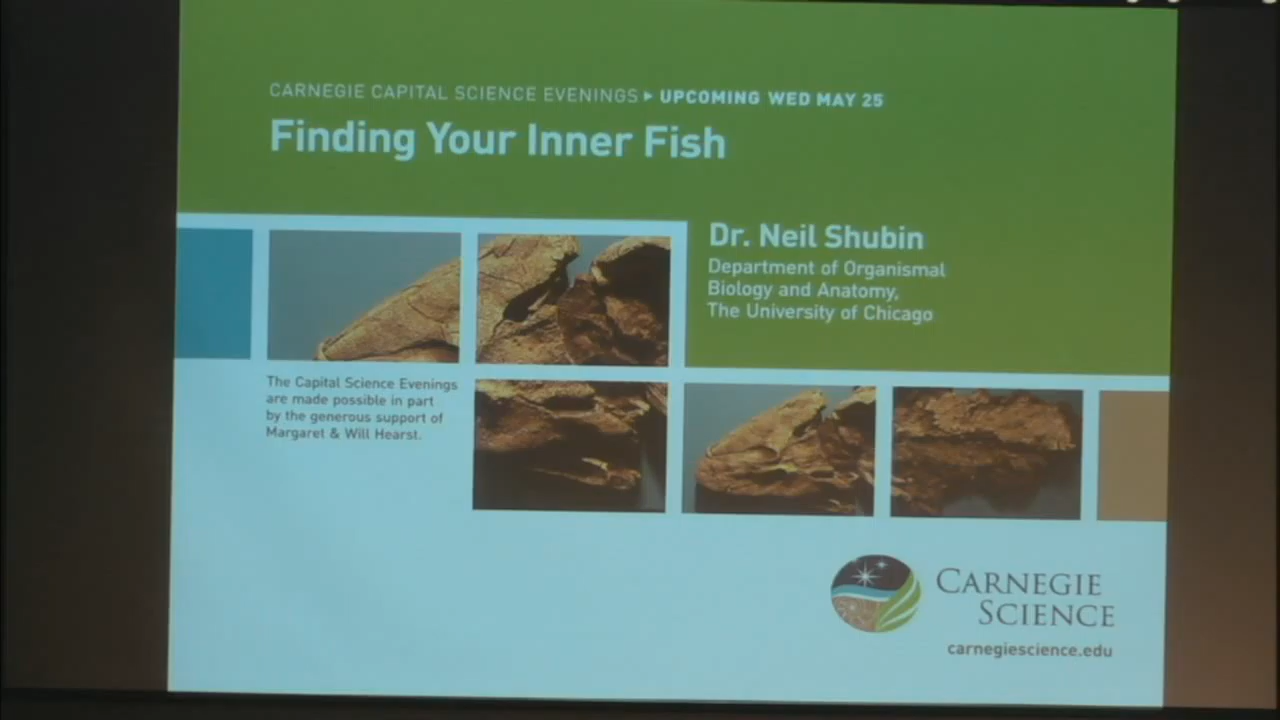 CARNEGIE CAPITAL SCIENCE EVENINGS ▸ UPCOMING WED MAY 25
Finding Your Inner Fish
Dr. Neil Shubin
Department of Organismal
Biology and Anatomy,
The University of Chicago
The Capital Science Evenings
are made possible in part
by the generous support of
Margaret & Will Hearst.
CARNEGIE
SCIENCE
carnegiescience.edu